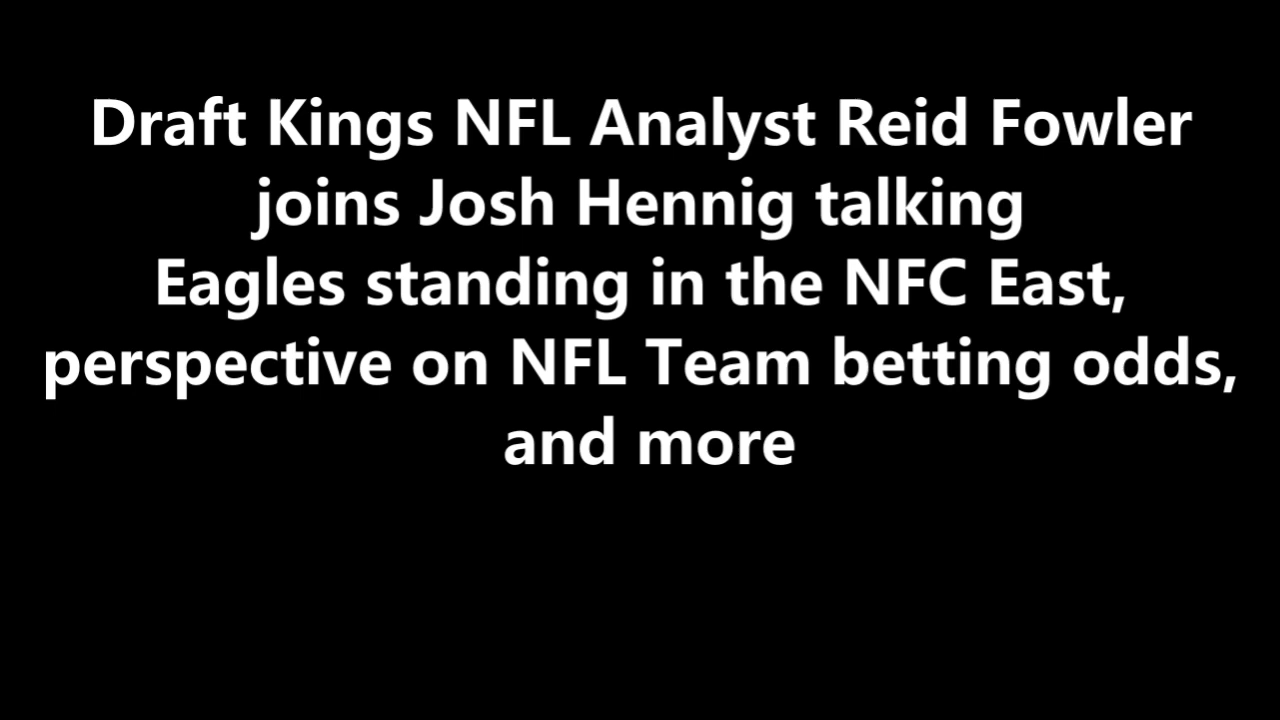 Draft Kings NFL Analyst Reid Fowler
joins Josh Hennig talking
Eagles standing in the NFC East,
perspective on NFL Team betting odds,
and more